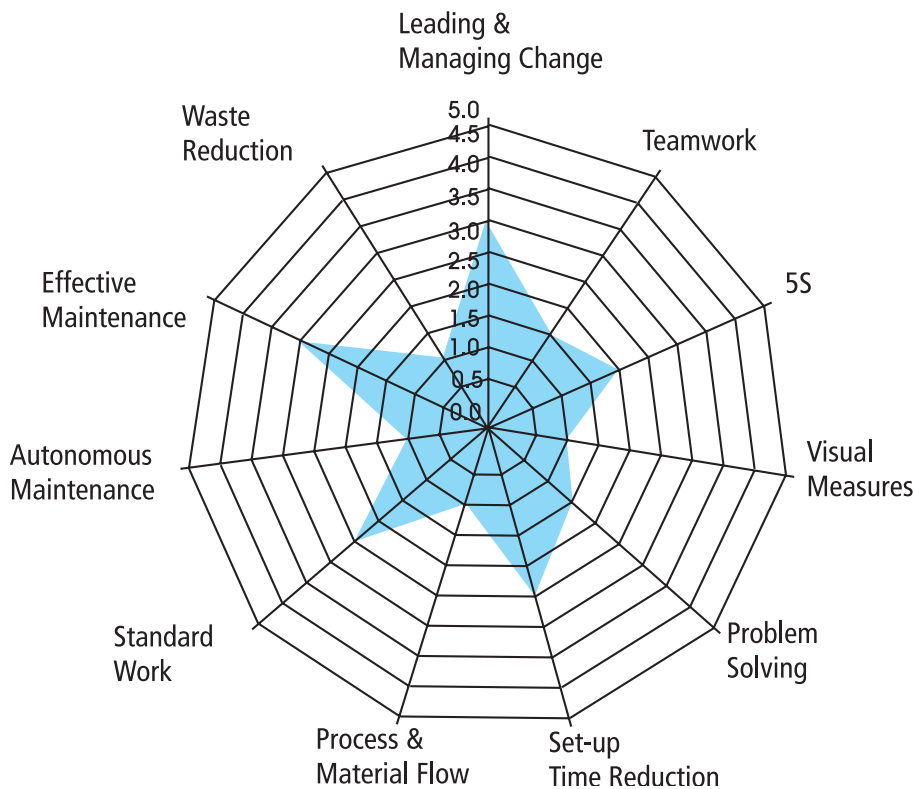 Leading &
Managing Change
Waste
Reduction
Teamwork
5.0
4.5
4.0
3.5
3.0
2.5
2.0
1.5
1.0
0.5
0.0
Effective
Maintenance
5S
Autonomous
Maintenance
Visual
Measures
Standard
Work
Problem
Solving
Process &
Material Flow
Set-up
Time Reduction